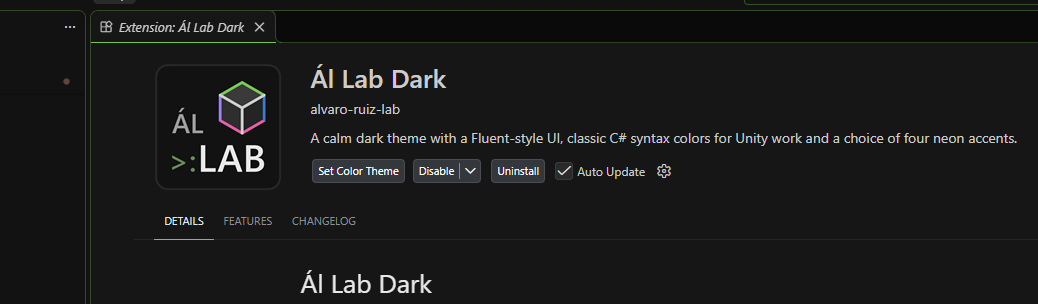 Extension: Ál Lab Dark
ÁL
>:LAB
Ál Lab Dark
alvaro-ruiz-lab
A calm dark theme with a Fluent-style UI, classic C# syntax colors for Unity work and a choice of four neon accents.
Set Color Theme Disable Uninstall Auto Update
DETAILS FEATURES CHANGELOG
Ál Lab Dark